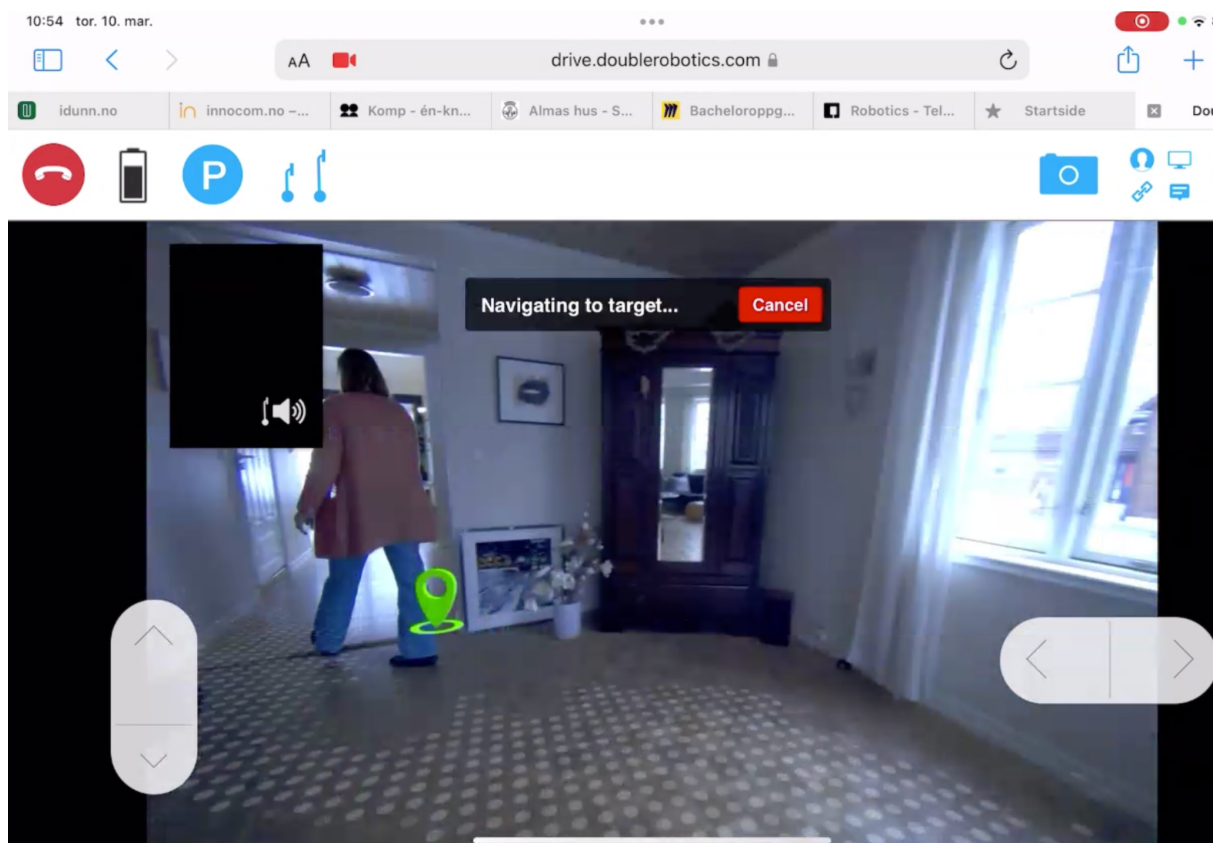 10:54 tor. 10. mar.
AA drive.doublerobotics.com
idunn.no innocom.no –... Komp - én-kn... Almas hus - S... Bacheloroppg... Robotics - Tel... Startside Dou
P
Navigating to target... Cancel